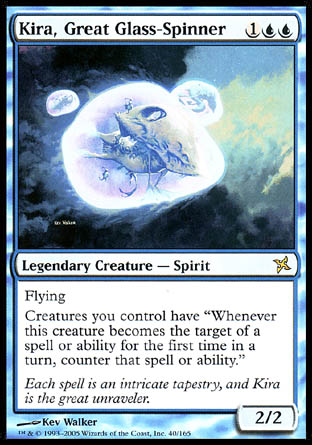 Kira, Great Glass-Spinner 1
Kev Walker
Legendary Creature — Spirit
Flying
Creatures you control have “Whenever
this creature becomes the target of a
spell or ability for the first time in a
turn, counter that spell or ability.”
Each spell is an intricate tapestry, and Kira
is the great unraveler.
Kev Walker
™ & © 1993–2005 Wizards of the Coast, Inc. 40/165
2/2